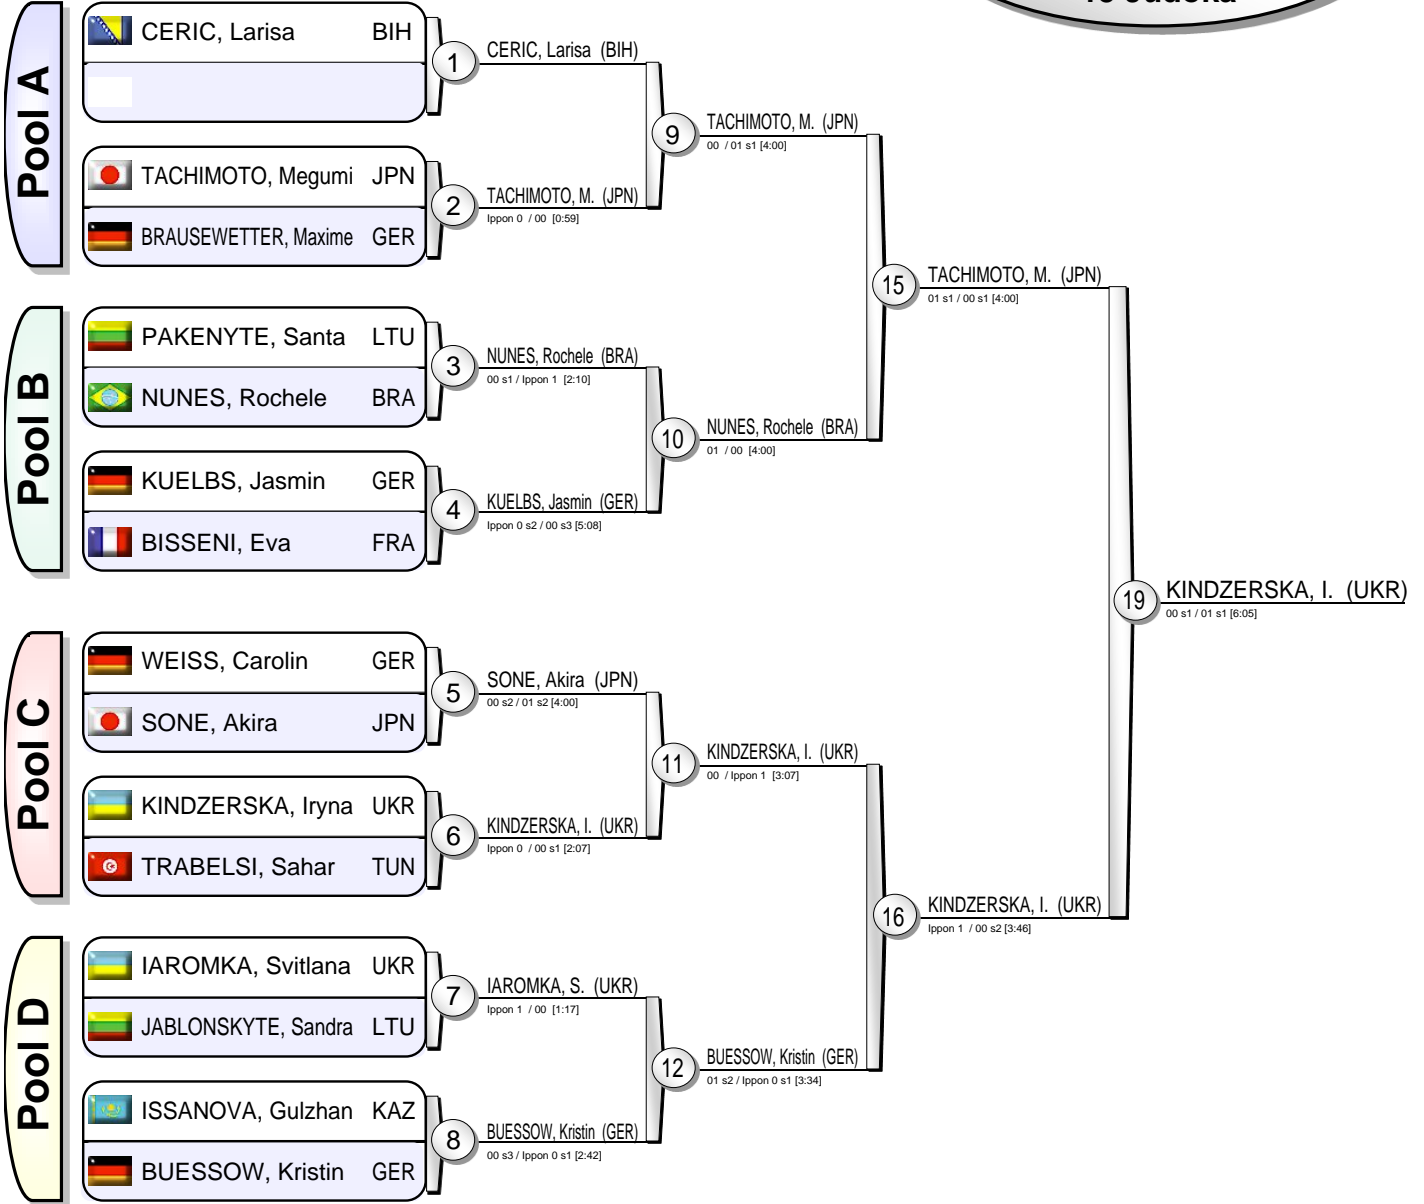 Pool A
CERIC, Larisa BIH
TACHIMOTO, Megumi JPN
BRAUSEWETTER, Maxime GER
Pool B
PAKENYTE, Santa LTU
NUNES, Rochele BRA
KUELBS, Jasmin GER
BISSENI, Eva FRA
Pool C
WEISS, Carolin GER
SONE, Akira JPN
KINDZERSKA, Iryna UKR
TRABELSI, Sahar TUN
Pool D
IAROMKA, Svitlana UKR
JABLONSKYTE, Sandra LTU
ISSANOVA, Gulzhan KAZ
BUESSOW, Kristin GER
1
CERIC, Larisa (BIH)
2
TACHIMOTO, M. (JPN)
Ippon 0 / 00 [0:59]
3
NUNES, Rochele (BRA)
00 s1 / Ippon 1 [2:10]
4
KUELBS, Jasmin (GER)
Ippon 0 s2 / 00 s3 [5:08]
5
SONE, Akira (JPN)
00 s2 / 01 s2 [4:00]
6
KINDZERSKA, I. (UKR)
Ippon 0 / 00 s1 [2:07]
7
IAROMKA, S. (UKR)
Ippon 1 / 00 [1:17]
8
BUESSOW, Kristin (GER)
00 s3 / Ippon 0 s1 [2:42]
9
TACHIMOTO, M. (JPN)
00 / 01 s1 [4:00]
10
NUNES, Rochele (BRA)
01 / 00 [4:00]
11
KINDZERSKA, I. (UKR)
00 / Ippon 1 [3:07]
12
BUESSOW, Kristin (GER)
01 s2 / Ippon 0 s1 [3:34]
15
TACHIMOTO, M. (JPN)
01 s1 / 00 s1 [4:00]
16
KINDZERSKA, I. (UKR)
Ippon 1 / 00 s2 [3:46]
19
KINDZERSKA, I. (UKR)
00 s1 / 01 s1 [6:05]